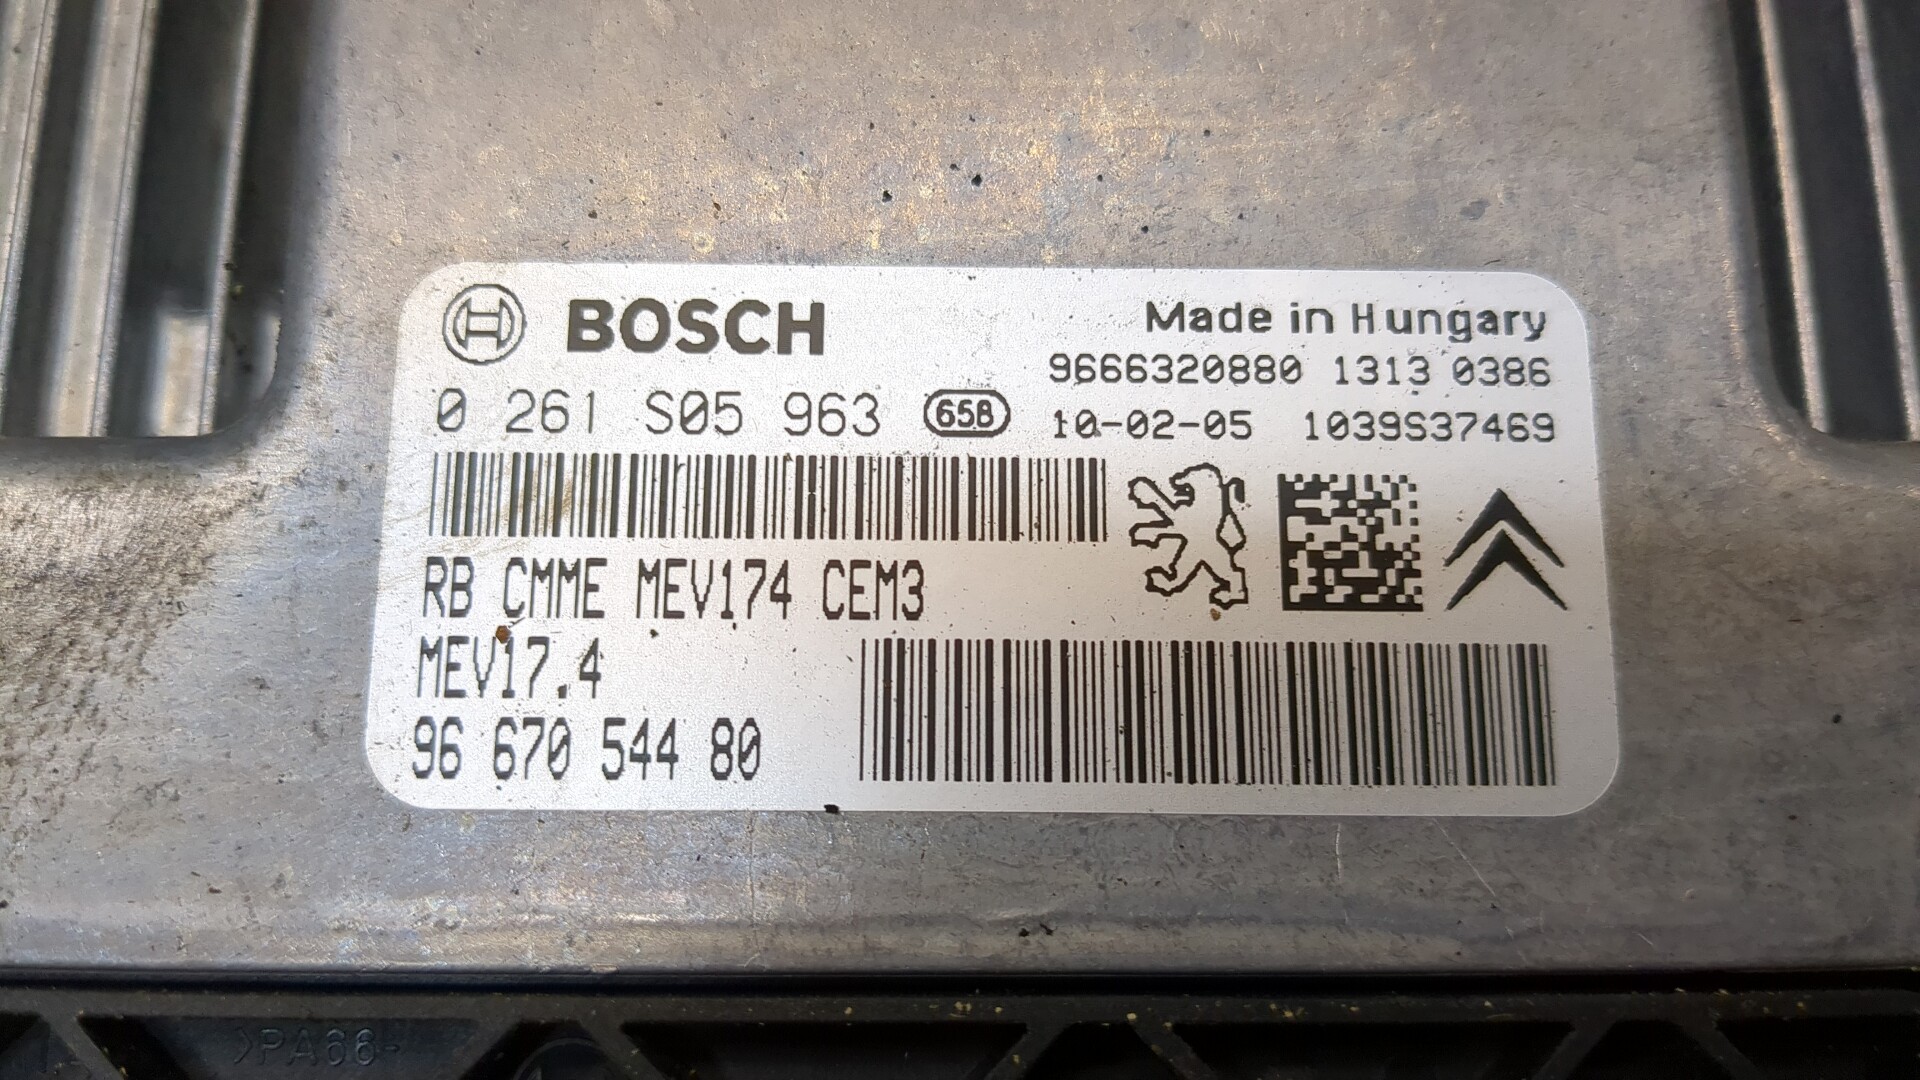 BOSCH
Made in Hungary
9666320880 1313 0386
0 261 S05 963 65B 10-02-05 1039S37469
RB CMME MEV174 CEM3
MEV17.4
96 670 544 80
>PA66-